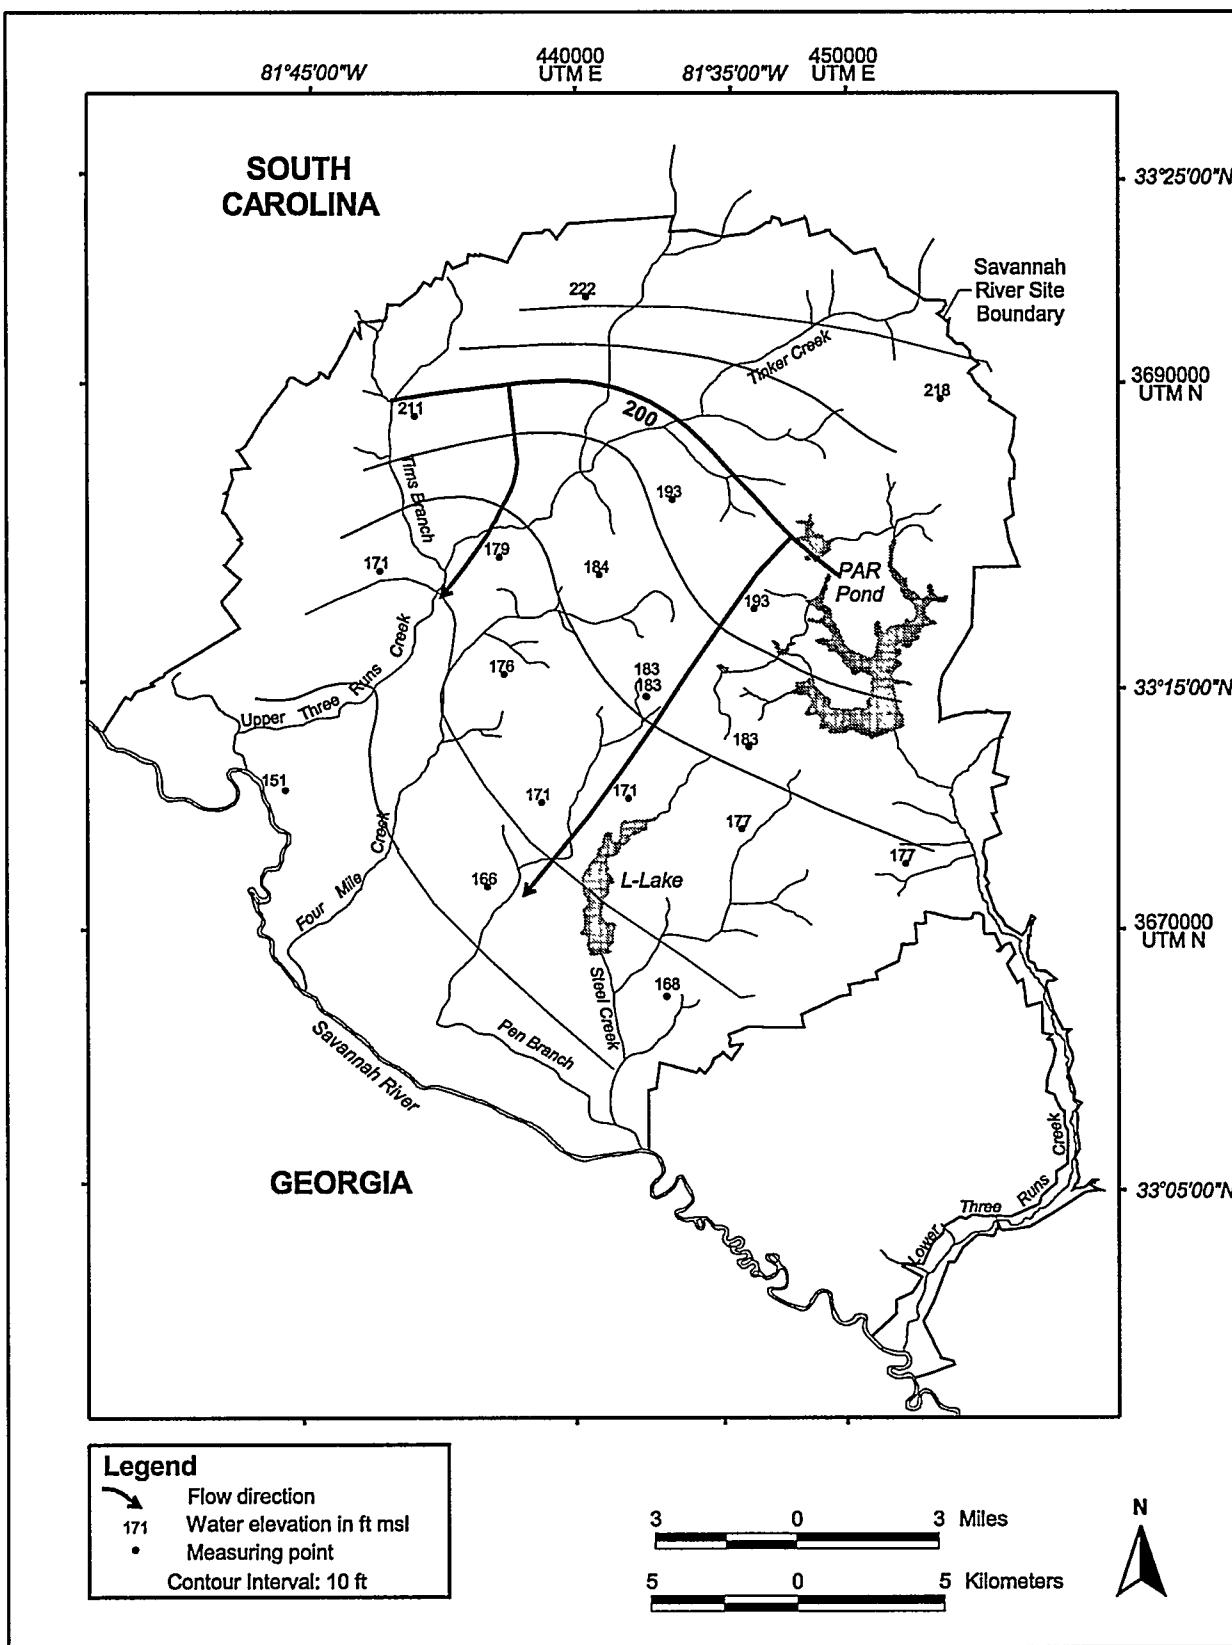 440000
UTM E
450000
UTM E
81°45'00"W
81°35'00"W
SOUTH
CAROLINA
33°25'00"N
Savannah
River Site
Boundary
222
Tinker Creek
3690000
UTM N
218
211
200
Tims Branch
193
179
171
184
PAR
Pond
193
Upper Three Runs Creek
176
183
183
33°15'00"N
183
151
171
171
177
177
Four Mile Creek
166
L-Lake
3670000
UTM N
168
Steel Creek
Pen Branch
Savannah River
GEORGIA
33°05'00"N
Lower Three Runs Creek
Legend
Flow direction
171 Water elevation in ft msl
Measuring point
Contour Interval: 10 ft
3 0 3 Miles
5 0 5 Kilometers
N